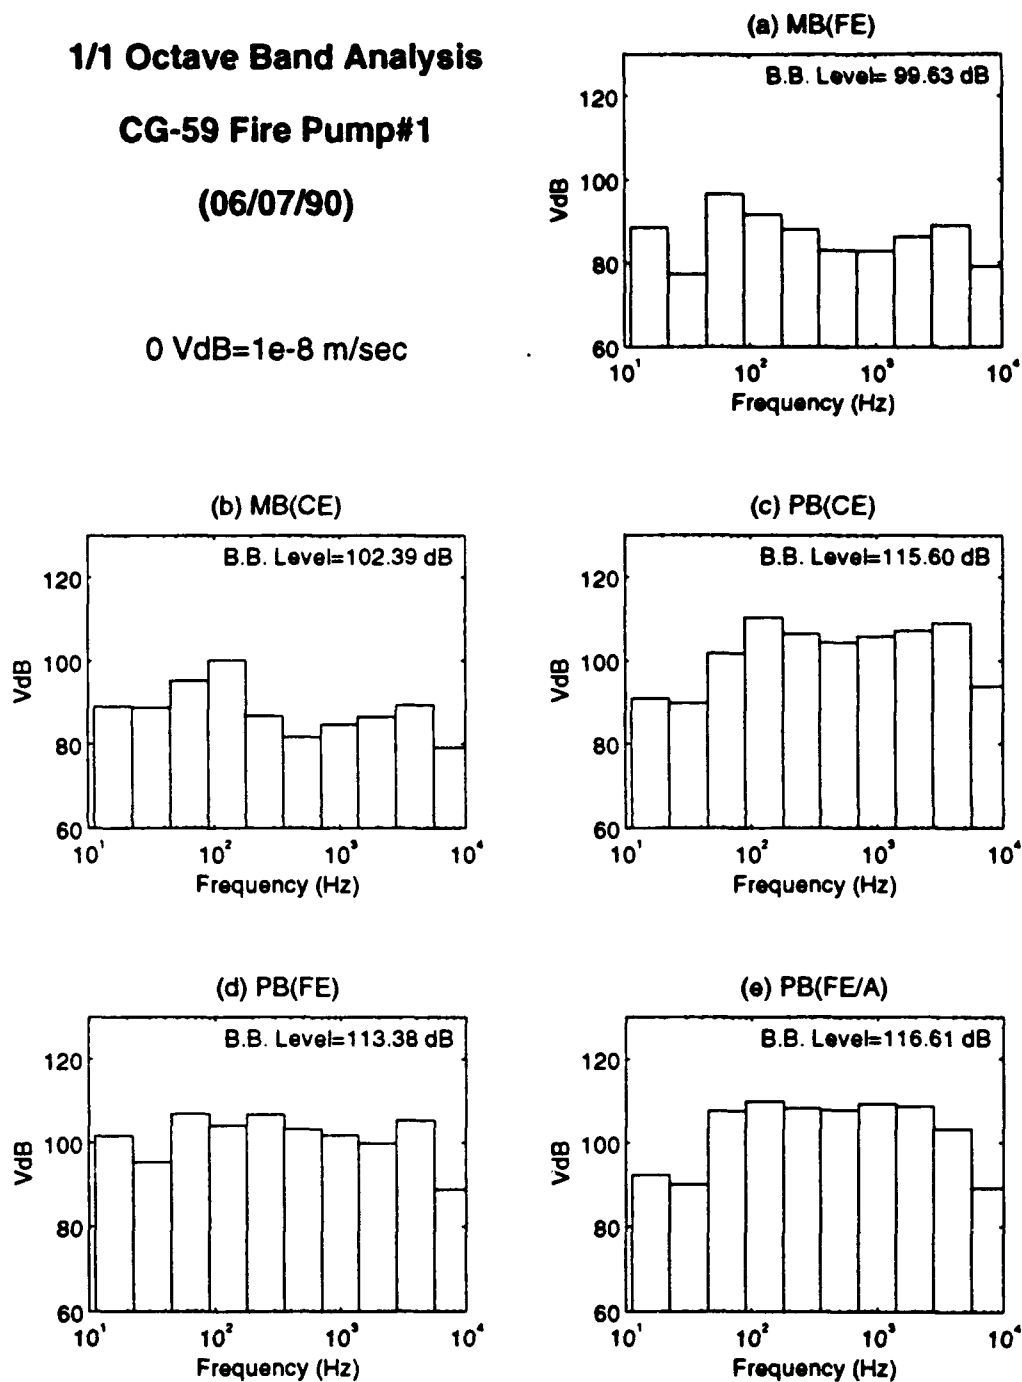 1/1 Octave Band Analysis
CG-59 Fire Pump#1
(06/07/90)
0 VdB=1e-8 m/sec
(a) MB(FE)
B.B. Level= 99.63 dB
120
100
80
60
VdB
10¹ 10² 10³ 10⁴
Frequency (Hz)
(b) MB(CE)
B.B. Level=102.39 dB
120
100
80
60
VdB
10¹ 10² 10³ 10⁴
Frequency (Hz)
(c) PB(CE)
B.B. Level=115.60 dB
120
100
80
60
VdB
10¹ 10² 10³ 10⁴
Frequency (Hz)
(d) PB(FE)
B.B. Level=113.38 dB
120
100
80
60
VdB
10¹ 10² 10³ 10⁴
Frequency (Hz)
(e) PB(FE/A)
B.B. Level=116.61 dB
120
100
80
60
VdB
10¹ 10² 10³ 10⁴
Frequency (Hz)